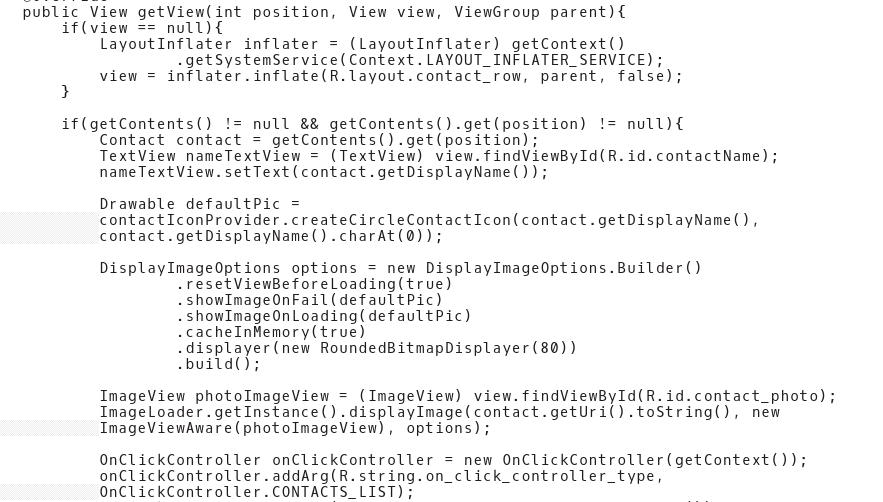 public View getView(int position, View view, ViewGroup parent){
if(view == null){
LayoutInflater inflater = (LayoutInflater) getContext()
.getSystemService(Context.LAYOUT_INFLATER_SERVICE);
view = inflater.inflate(R.layout.contact_row, parent, false);
}
if(getContents() != null && getContents().get(position) != null){
Contact contact = getContents().get(position);
TextView nameTextView = (TextView) view.findViewById(R.id.contactName);
nameTextView.setText(contact.getDisplayName());
Drawable defaultPic =
contactIconProvider.createCircleContactIcon(contact.getDisplayName(),
contact.getDisplayName().charAt(0));
DisplayImageOptions options = new DisplayImageOptions.Builder()
.resetViewBeforeLoading(true)
.showImageOnFail(defaultPic)
.showImageOnLoading(defaultPic)
.cacheInMemory(true)
.displayer(new RoundedBitmapDisplayer(80))
.build();
ImageView photoImageView = (ImageView) view.findViewById(R.id.contact_photo);
ImageLoader.getInstance().displayImage(contact.getUri().toString(), new
ImageViewAware(photoImageView), options);
OnClickController onClickController = new OnClickController(getContext());
onClickController.addArg(R.string.on_click_controller_type,
OnClickController.CONTACTS_LIST);